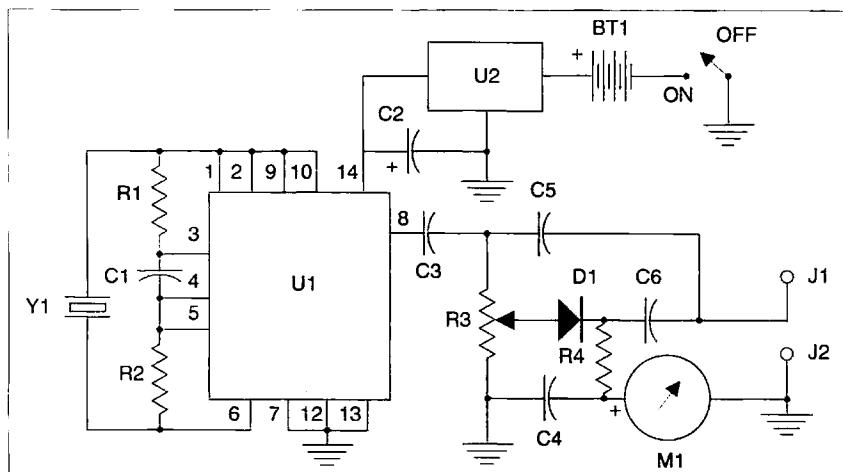 BT1
OFF
+
U2
ON
C2
+
1
2
9
10
14
R1
8
C5
3
C3
C1
4
U1
D1
C6
J1
Y1
5
R3
R4
J2
R2
6
7
12
13
C4
+
M1